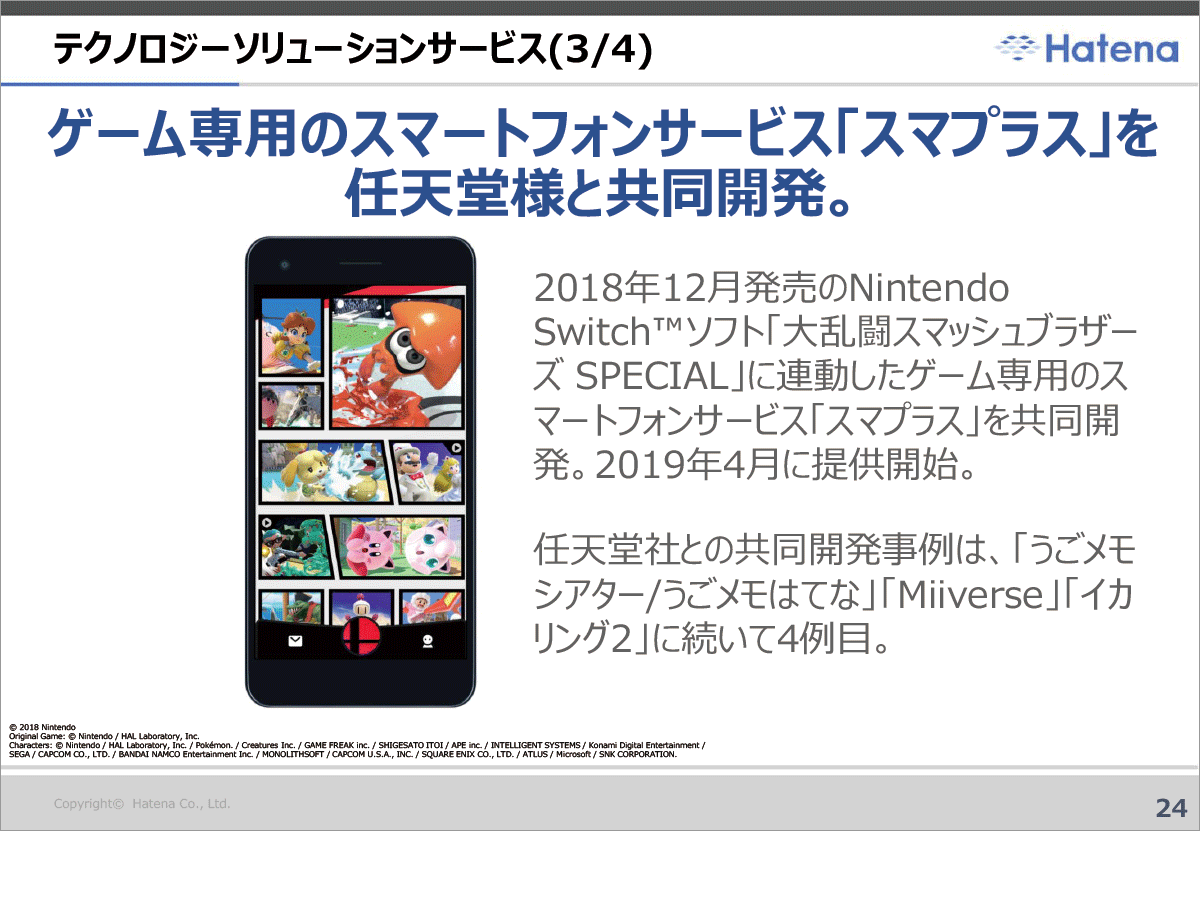 テクノロジーソリューションサービス(3/4)
Hatena
ゲーム専用のスマートフォンサービス「スマプラス」を
任天堂様と共同開発。
2018年12月発売のNintendo
Switch™ソフト「大乱闘スマッシュブラザー
ズ SPECIAL」に連動したゲーム専用のス
マートフォンサービス「スマプラス」を共同開
発。2019年4月に提供開始。
任天堂社との共同開発事例は、「うごメモ
シアター/うごメモはてな」「Miiverse」「イカ
リング2」に続いて4例目。
© 2018 Nintendo
Original Game: © Nintendo / HAL Laboratory, Inc.
Characters: © Nintendo / HAL Laboratory, Inc. / Pokémon. / Creatures Inc. / GAME FREAK inc. / SHIGESATO ITOI / APE inc. / INTELLIGENT SYSTEMS / Konami Digital Entertainment /
SEGA / CAPCOM CO., LTD. / BANDAI NAMCO Entertainment Inc. / MONOLITHSOFT / CAPCOM U.S.A., INC. / SQUARE ENIX CO., LTD. / ATLUS / Microsoft / SNK CORPORATION.
Copyright© Hatena Co., Ltd.
24